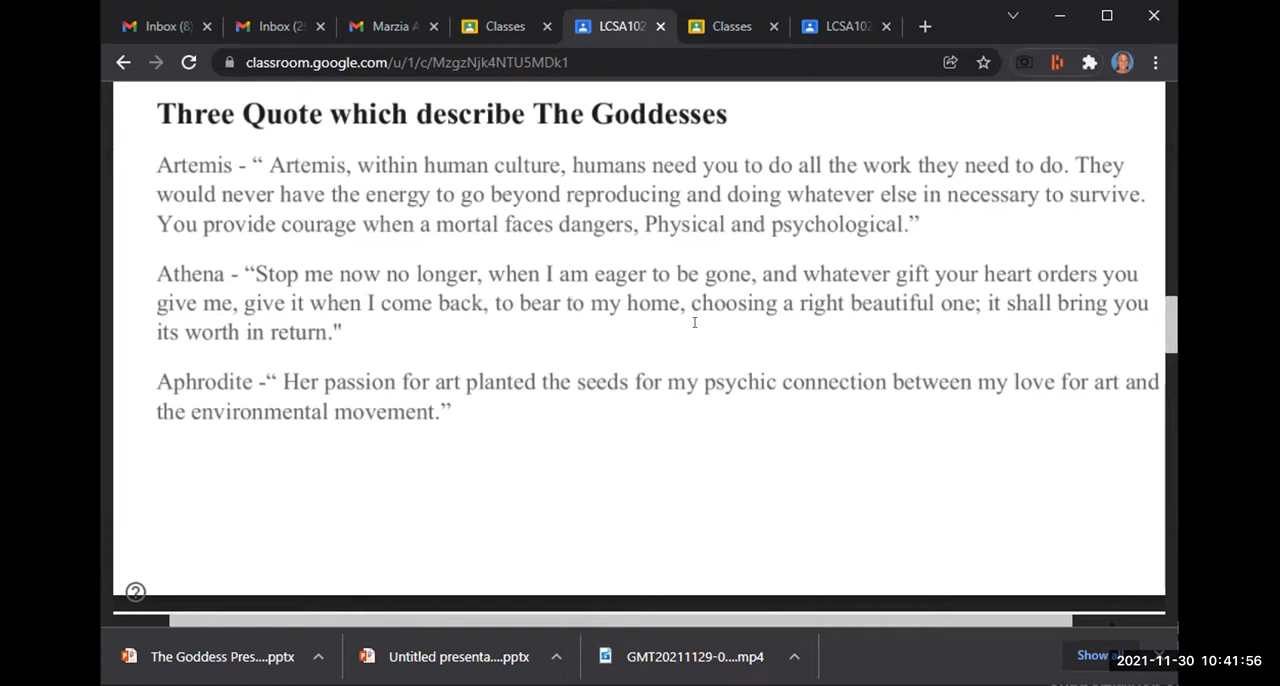 Inbox (8)
Inbox (2
Marzia A
Classes
LCSA102
Classes
LCSA102
classroom.google.com/u/1/c/MzgzNjk4NTU5MDk1
Three Quote which describe The Goddesses
Artemis - “ Artemis, within human culture, humans need you to do all the work they need to do. They
would never have the energy to go beyond reproducing and doing whatever else in necessary to survive.
You provide courage when a mortal faces dangers, Physical and psychological.”
Athena - “Stop me now no longer, when I am eager to be gone, and whatever gift your heart orders you
give me, give it when I come back, to bear to my home, choosing a right beautiful one; it shall bring you
its worth in return."
Aphrodite -“ Her passion for art planted the seeds for my psychic connection between my love for art and
the environmental movement.”
The Goddess Pres....pptx
Untitled presenta....pptx
GMT20211129-0....mp4
Show a
2021-11-30 10:41:56